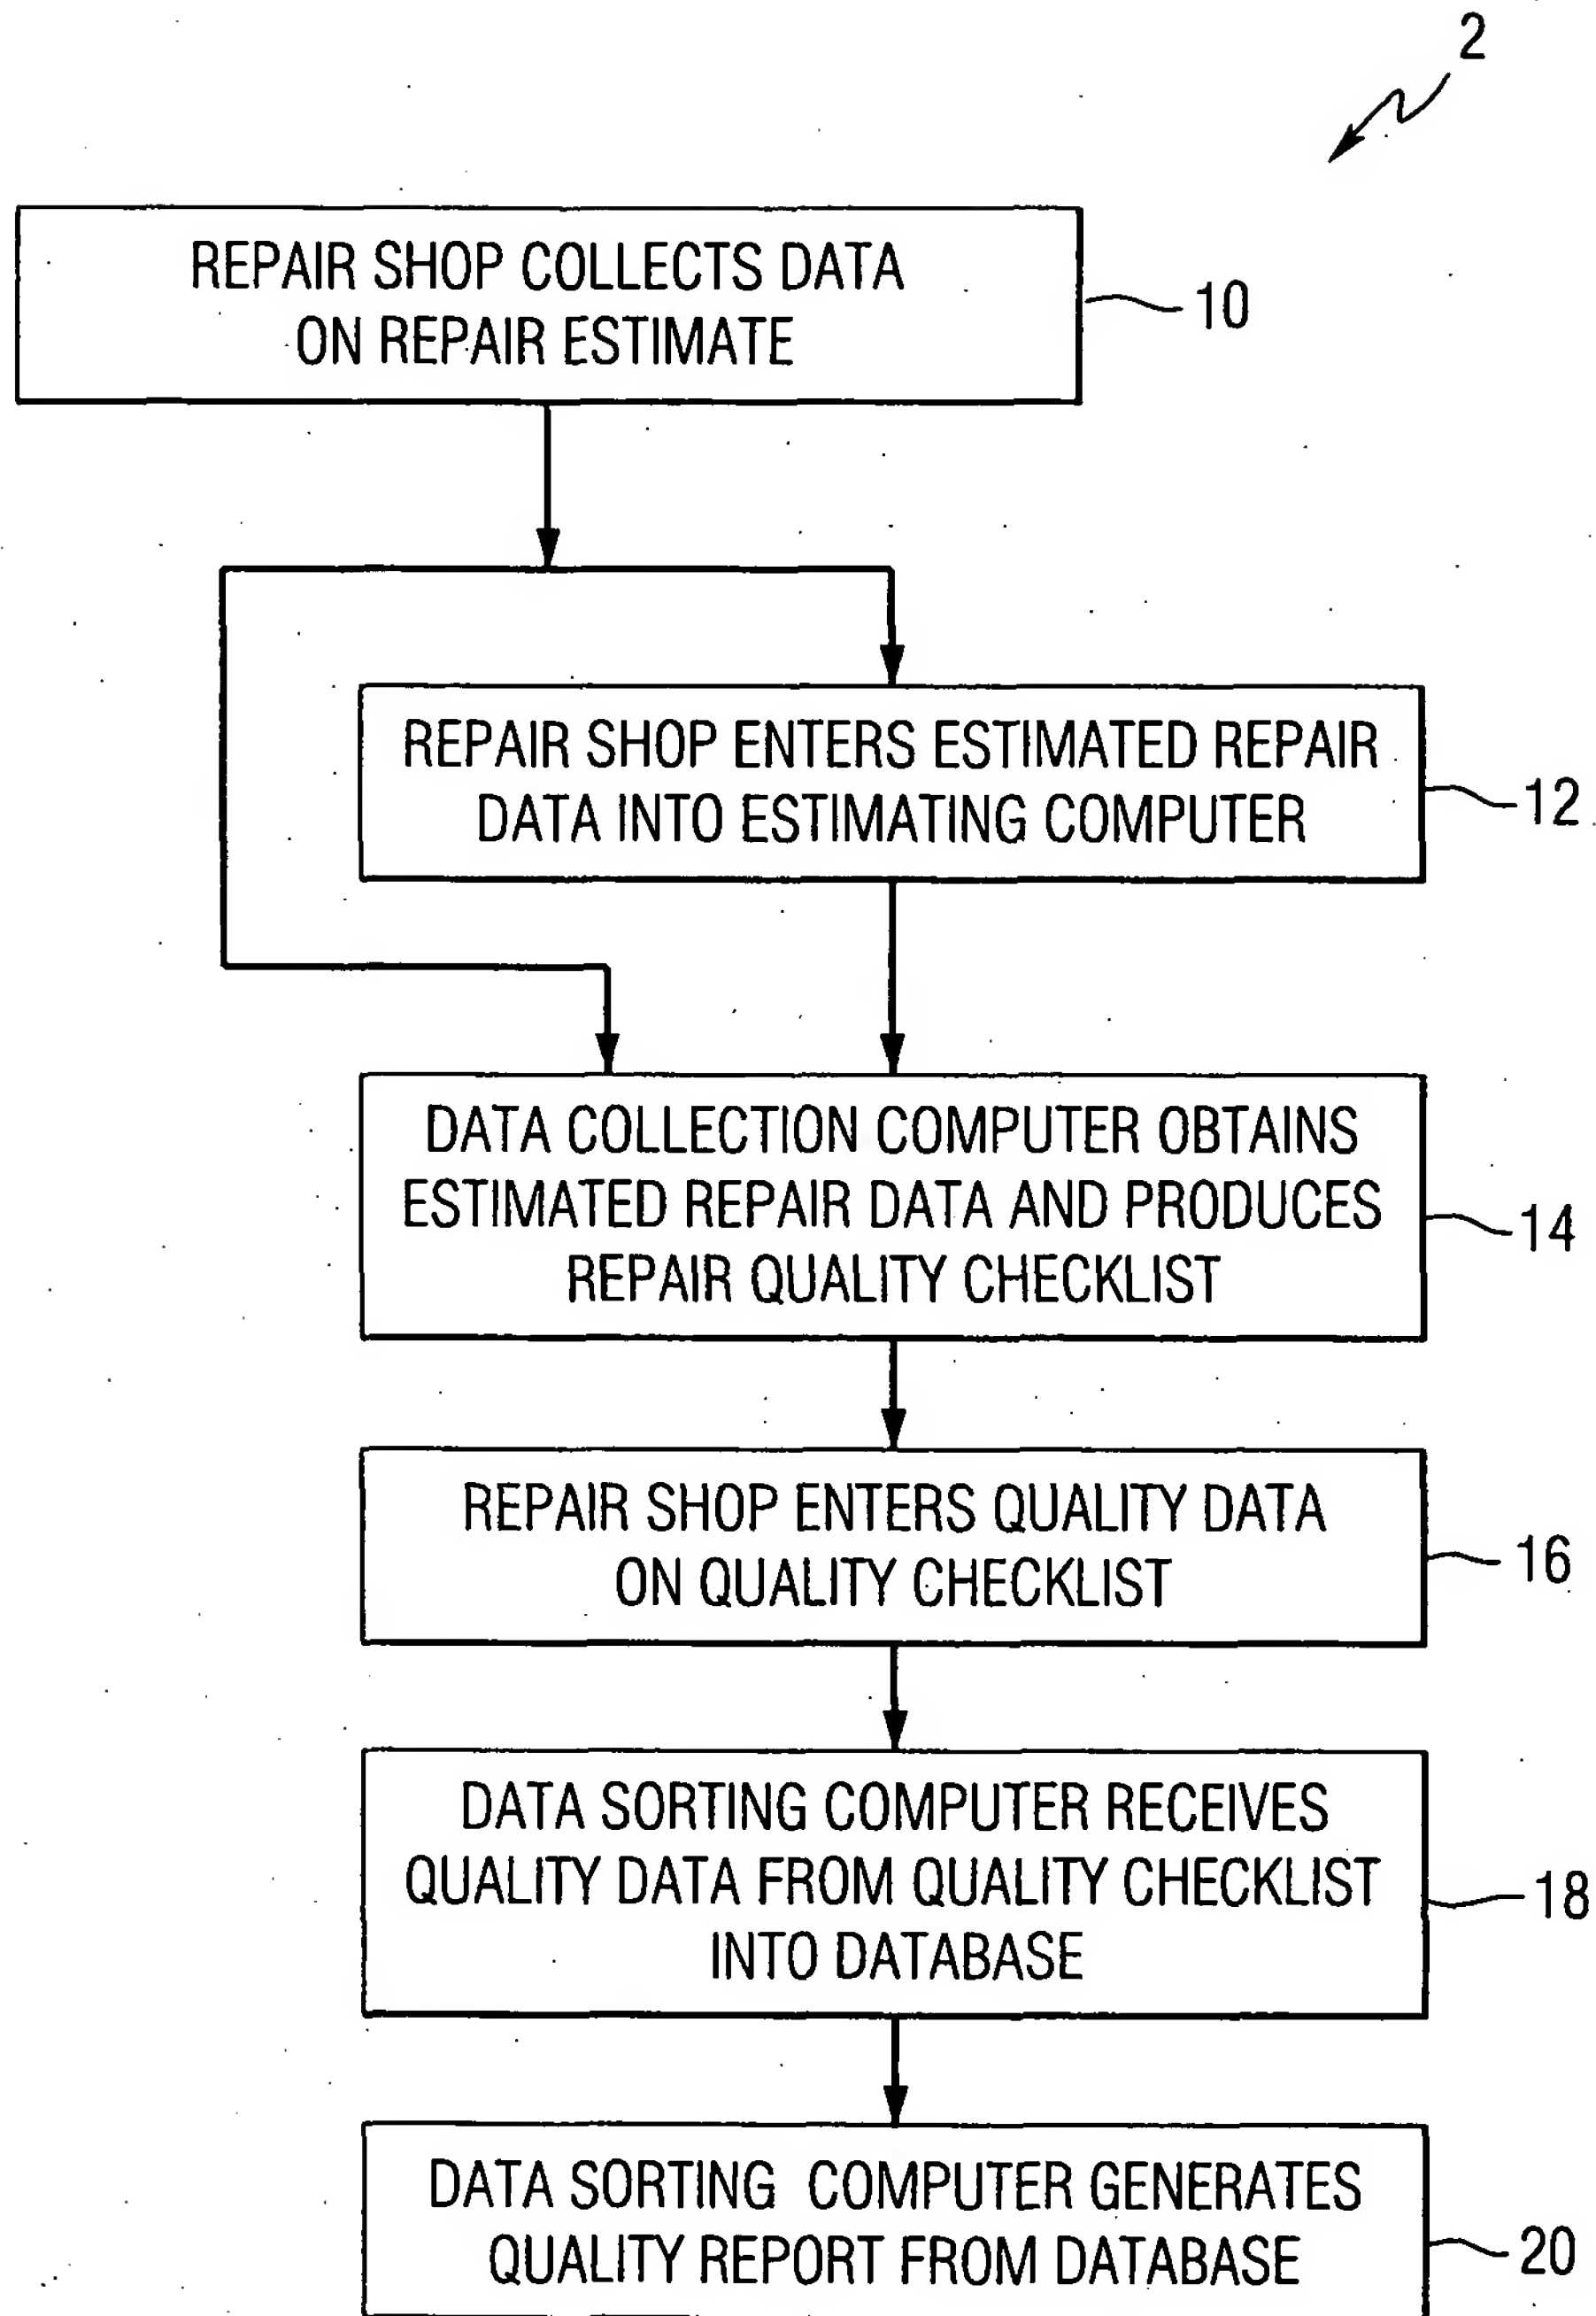 2
REPAIR SHOP COLLECTS DATA
ON REPAIR ESTIMATE
10
REPAIR SHOP ENTERS ESTIMATED REPAIR
DATA INTO ESTIMATING COMPUTER
12
DATA COLLECTION COMPUTER OBTAINS
ESTIMATED REPAIR DATA AND PRODUCES
REPAIR QUALITY CHECKLIST
14
REPAIR SHOP ENTERS QUALITY DATA
ON QUALITY CHECKLIST
16
DATA SORTING COMPUTER RECEIVES
QUALITY DATA FROM QUALITY CHECKLIST
INTO DATABASE
18
DATA SORTING COMPUTER GENERATES
QUALITY REPORT FROM DATABASE
20